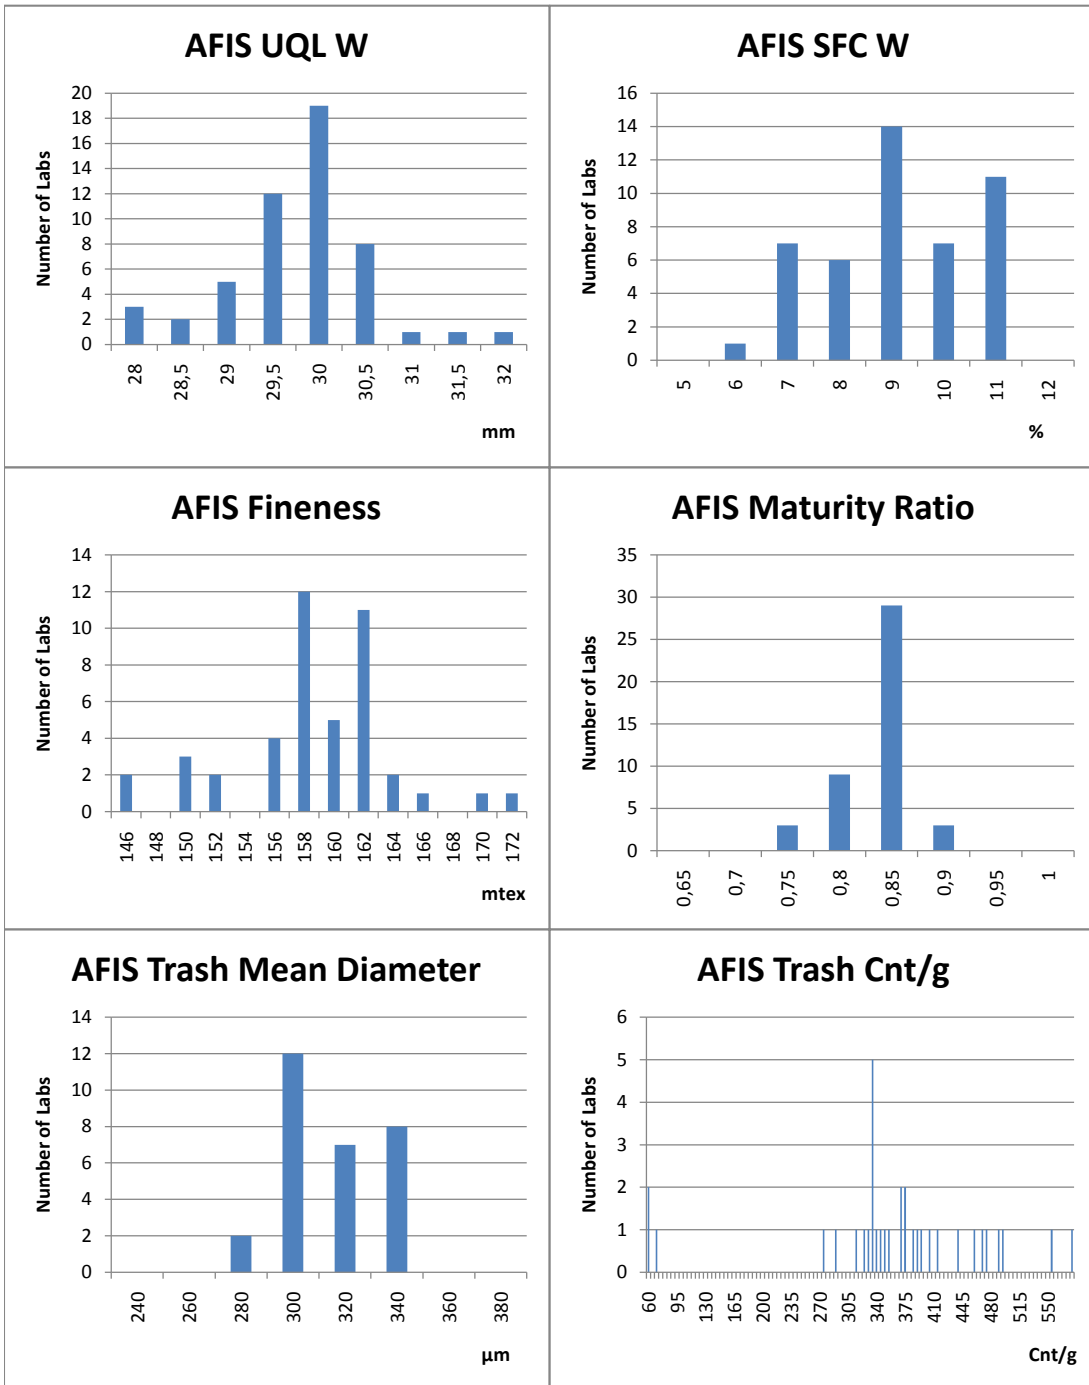 AFIS UQL W
Number of Labs
20
18
16
14
12
10
8
6
4
2
0
28 28,5 29 29,5 30 30,5 31 31,5 32
mm
AFIS SFC W
Number of Labs
16
14
12
10
8
6
4
2
0
5 6 7 8 9 10 11 12
%
AFIS Fineness
Number of Labs
14
12
10
8
6
4
2
0
146 148 150 152 154 156 158 160 162 164 166 168 170 172
mtex
AFIS Maturity Ratio
Number of Labs
35
30
25
20
15
10
5
0
0,65 0,7 0,75 0,8 0,85 0,9 0,95 1
AFIS Trash Mean Diameter
Number of Labs
14
12
10
8
6
4
2
0
240 260 280 300 320 340 360 380
µm
AFIS Trash Cnt/g
Number of Labs
6
5
4
3
2
1
0
60 95 130 165 200 235 270 305 340 375 410 445 480 515 550
Cnt/g